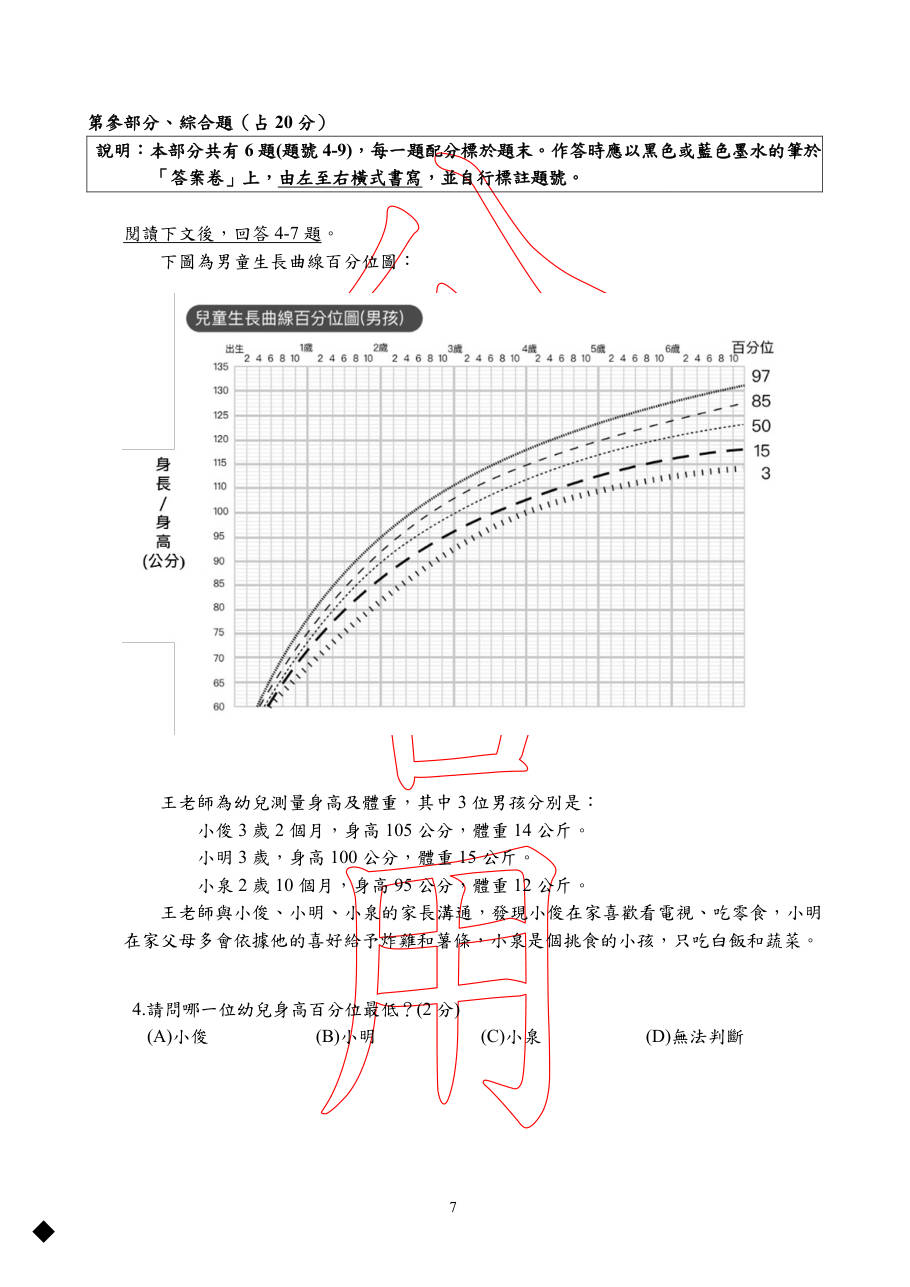 第參部分、綜合題（占 20 分）
說明：本部分共有 6 題(題號 4-9)，每一題配分標於題末。作答時應以黑色或藍色墨水的筆於
「答案卷」上，由左至右橫式書寫，並自行標註題號。
閱讀下文後，回答 4-7 題。
下圖為男童生長曲線百分位圖：
兒童生長曲線百分位圖(男孩)
出生 1歲 2歲 3歲 4歲 5歲 6歲 百分位
2 4 6 8 10 2 4 6 8 10 2 4 6 8 10 2 4 6 8 10 2 4 6 8 10 2 4 6 8 10 2 4 6 8 10
135
130
125
120
115
110
100
95
90
85
80
75
70
65
60
97
85
50
15
3
身
長
/
身
高
(公分)
王老師為幼兒測量身高及體重，其中 3 位男孩分別是：
小俊 3 歲 2 個月，身高 105 公分，體重 14 公斤。
小明 3 歲，身高 100 公分，體重 15 公斤。
小泉 2 歲 10 個月，身高 95 公分，體重 12 公斤。
王老師與小俊、小明、小泉的家長溝通，發現小俊在家喜歡看電視、吃零食，小明
在家父母多會依據他的喜好給予炸雞和薯條，小泉是個挑食的小孩，只吃白飯和蔬菜。
4.請問哪一位幼兒身高百分位最低？(2 分)
(A)小俊 (B)小明 (C)小泉 (D)無法判斷
用
7